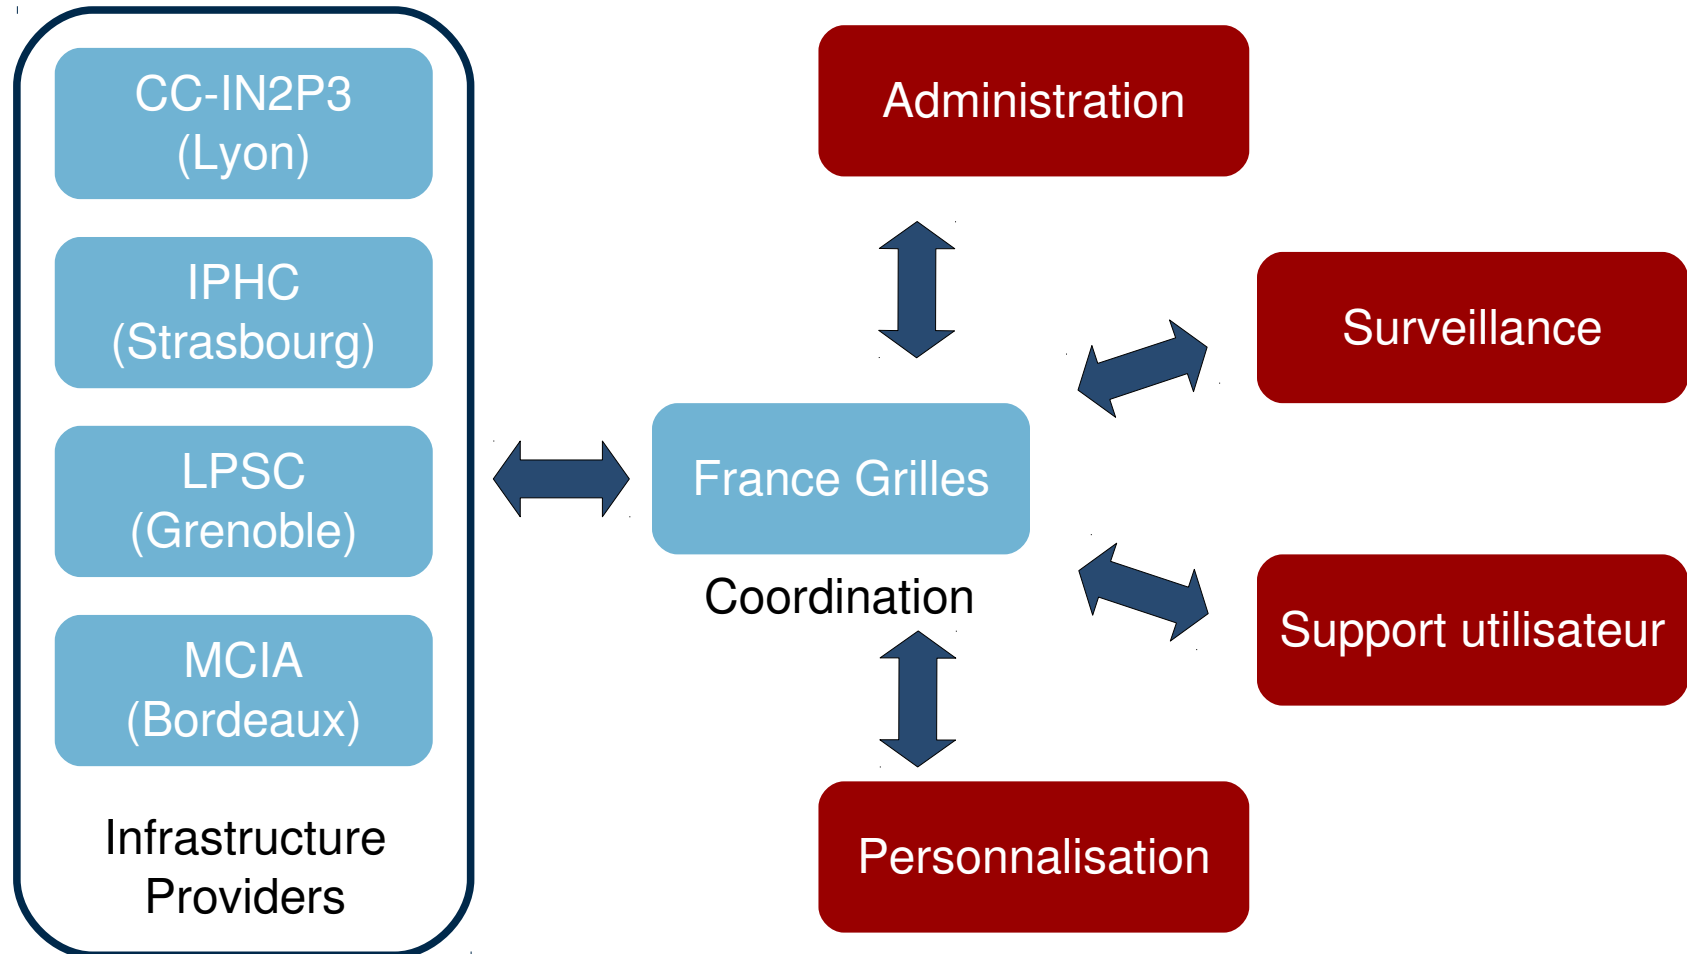 CC-IN2P3
(Lyon)
IPHC
(Strasbourg)
LPSC
(Grenoble)
MCIA
(Bordeaux)
Infrastructure
Providers
Administration
Surveillance
France Grilles
Coordination
Support utilisateur
Personnalisation